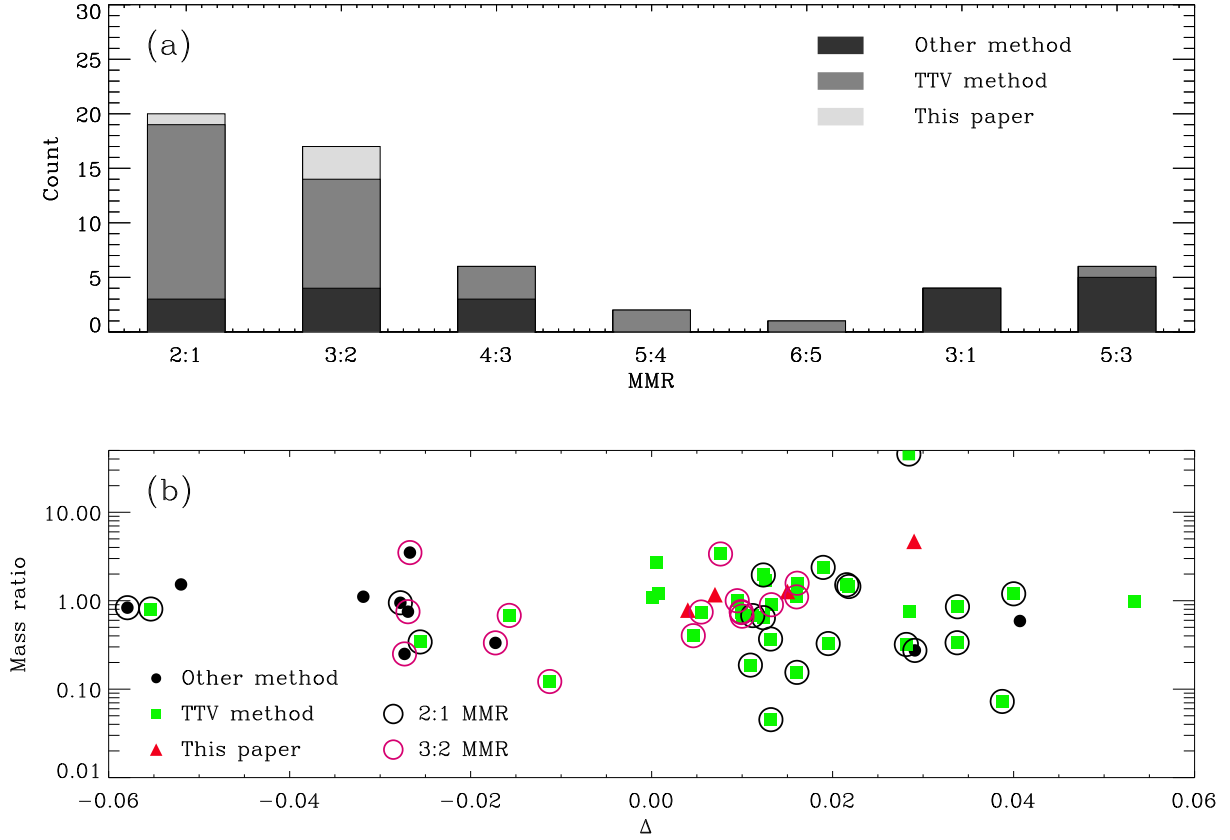 (a)
Other method
TTV method
This paper
30
25
20
15
10
5
0
Count
2:1 3:2 4:3 5:4 6:5 3:1 5:3
MMR
(b)
10.00
1.00
0.10
0.01
Mass ratio
Other method
TTV method 2:1 MMR
This paper 3:2 MMR
−0.06 −0.04 −0.02 0.00 0.02 0.04 0.06
Δ